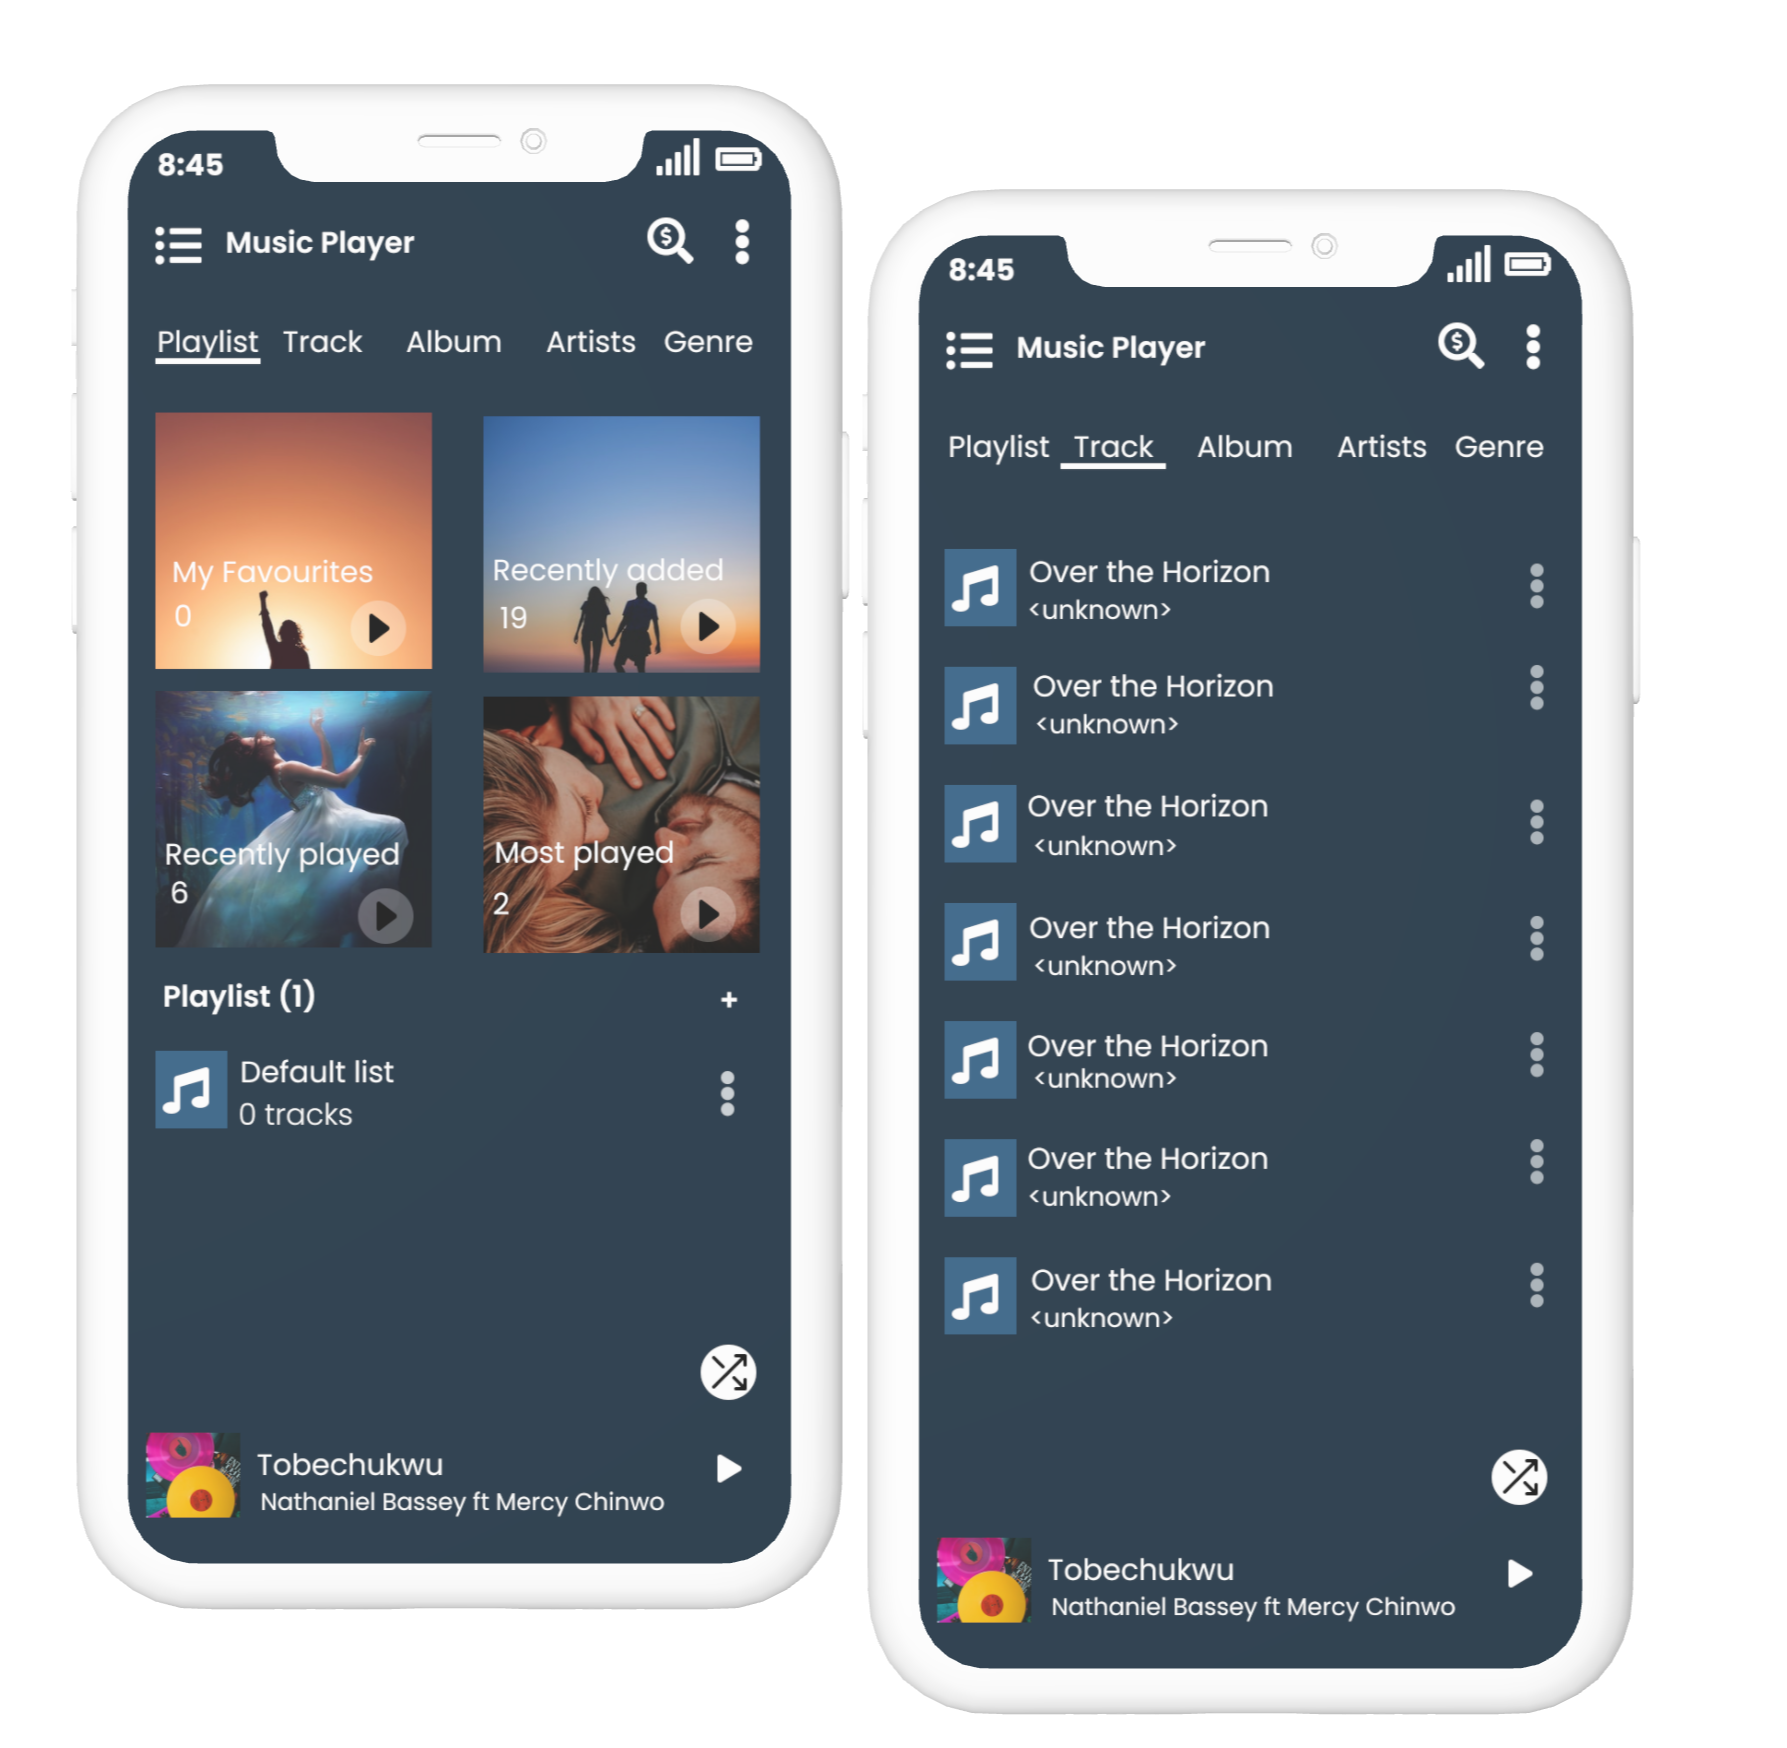 8:45
Music Player
Playlist Track Album Artists Genre
My Favourites
0
Recently added
19
Recently played
6
Most played
2
Playlist (1) +
Default list
0 tracks
Tobechukwu
Nathaniel Bassey ft Mercy Chinwo
8:45
Music Player
Playlist Track Album Artists Genre
Over the Horizon
<unknown>
Over the Horizon
<unknown>
Over the Horizon
<unknown>
Over the Horizon
<unknown>
Over the Horizon
<unknown>
Over the Horizon
<unknown>
Over the Horizon
<unknown>
Tobechukwu
Nathaniel Bassey ft Mercy Chinwo